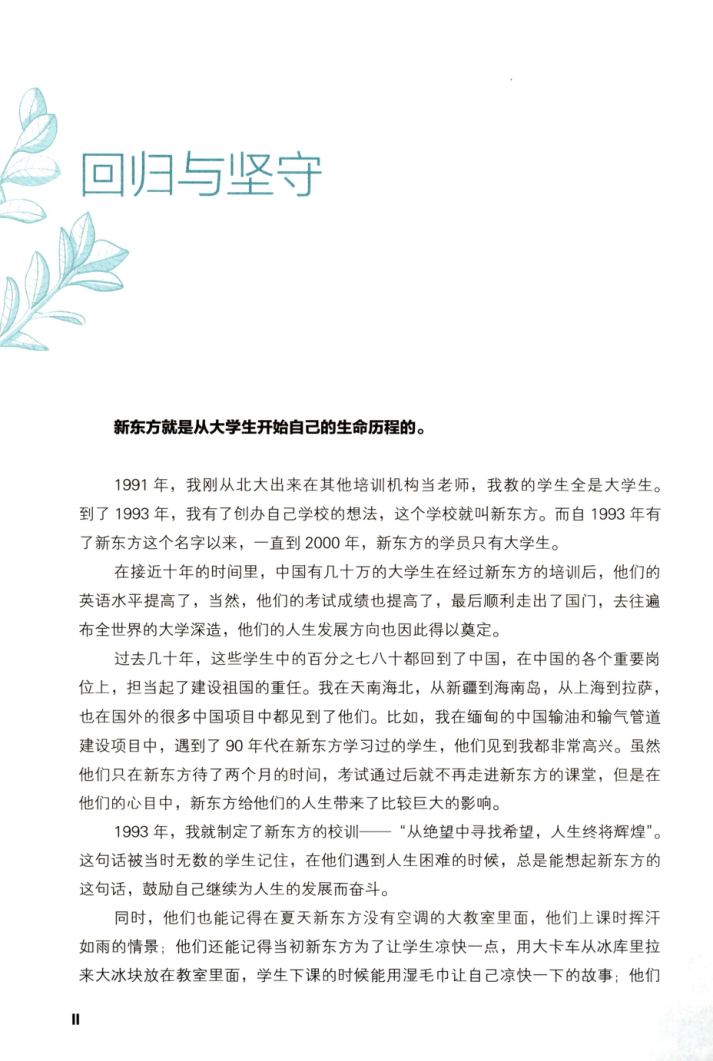 回归与坚守
新东方就是从大学生开始自己的生命历程的。
1991 年，我刚从北大出来在其他培训机构当老师，我教的学生全是大学生。
到了 1993 年，我有了创办自己学校的想法，这个学校就叫新东方。而自 1993 年有
了新东方这个名字以来，一直到 2000 年，新东方的学员只有大学生。
在接近十年的时间里，中国有几十万的大学生在经过新东方的培训后，他们的
英语水平提高了，当然，他们的考试成绩也提高了，最后顺利走出了国门，去往遍
布全世界的大学深造，他们的人生发展方向也因此得以奠定。
过去几十年，这些学生中的百分之七八十都回到了中国，在中国的各个重要岗
位上，担当起了建设祖国的重任。我在天南海北，从新疆到海南岛，从上海到拉萨，
也在国外的很多中国项目中都见到了他们。比如，我在缅甸的中国输油和输气管道
建设项目中，遇到了 90 年代在新东方学习过的学生，他们见到我都非常高兴。虽然
他们只在新东方待了两个月的时间，考试通过后就不再走进新东方的课堂，但是在
他们的心目中，新东方给他们的人生带来了比较巨大的影响。
1993 年，我就制定了新东方的校训——“从绝望中寻找希望，人生终将辉煌”。
这句话被当时无数的学生记住，在他们遇到人生困难的时候，总是能想起新东方的
这句话，鼓励自己继续为人生的发展而奋斗。
同时，他们也能记得在夏天新东方没有空调的大教室里面，他们上课时挥汗
如雨的情景；他们还能记得当初新东方为了让学生凉快一点，用大卡车从冰库里拉
来大冰块放在教室里面，学生下课的时候能用湿毛巾让自己凉快一下的故事；他们
II